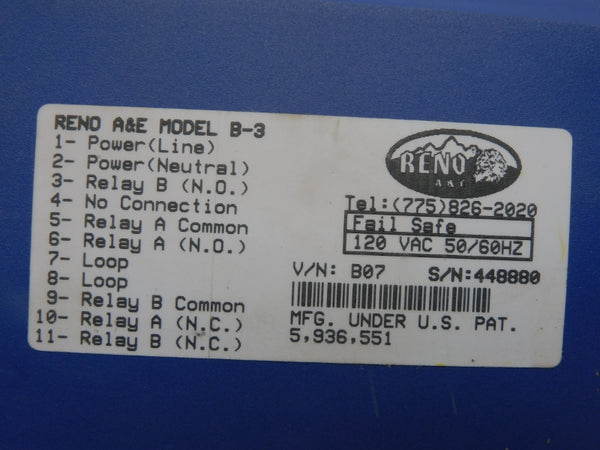 RENO A&E MODEL B-3
1- Power(Line)
2- Power(Neutral)
3- Relay B (N.O.)
4- No Connection
5- Relay A Common
6- Relay A (N.O.)
7- Loop
8- Loop
9- Relay B Common
10- Relay A (N.C.)
11- Relay B (N.C.)
RENO
A & E
Tel:(775)826-2020
Fail Safe
120 VAC 50/60HZ
V/N: B07 S/N:448880
MFG. UNDER U.S. PAT.
5,936,551